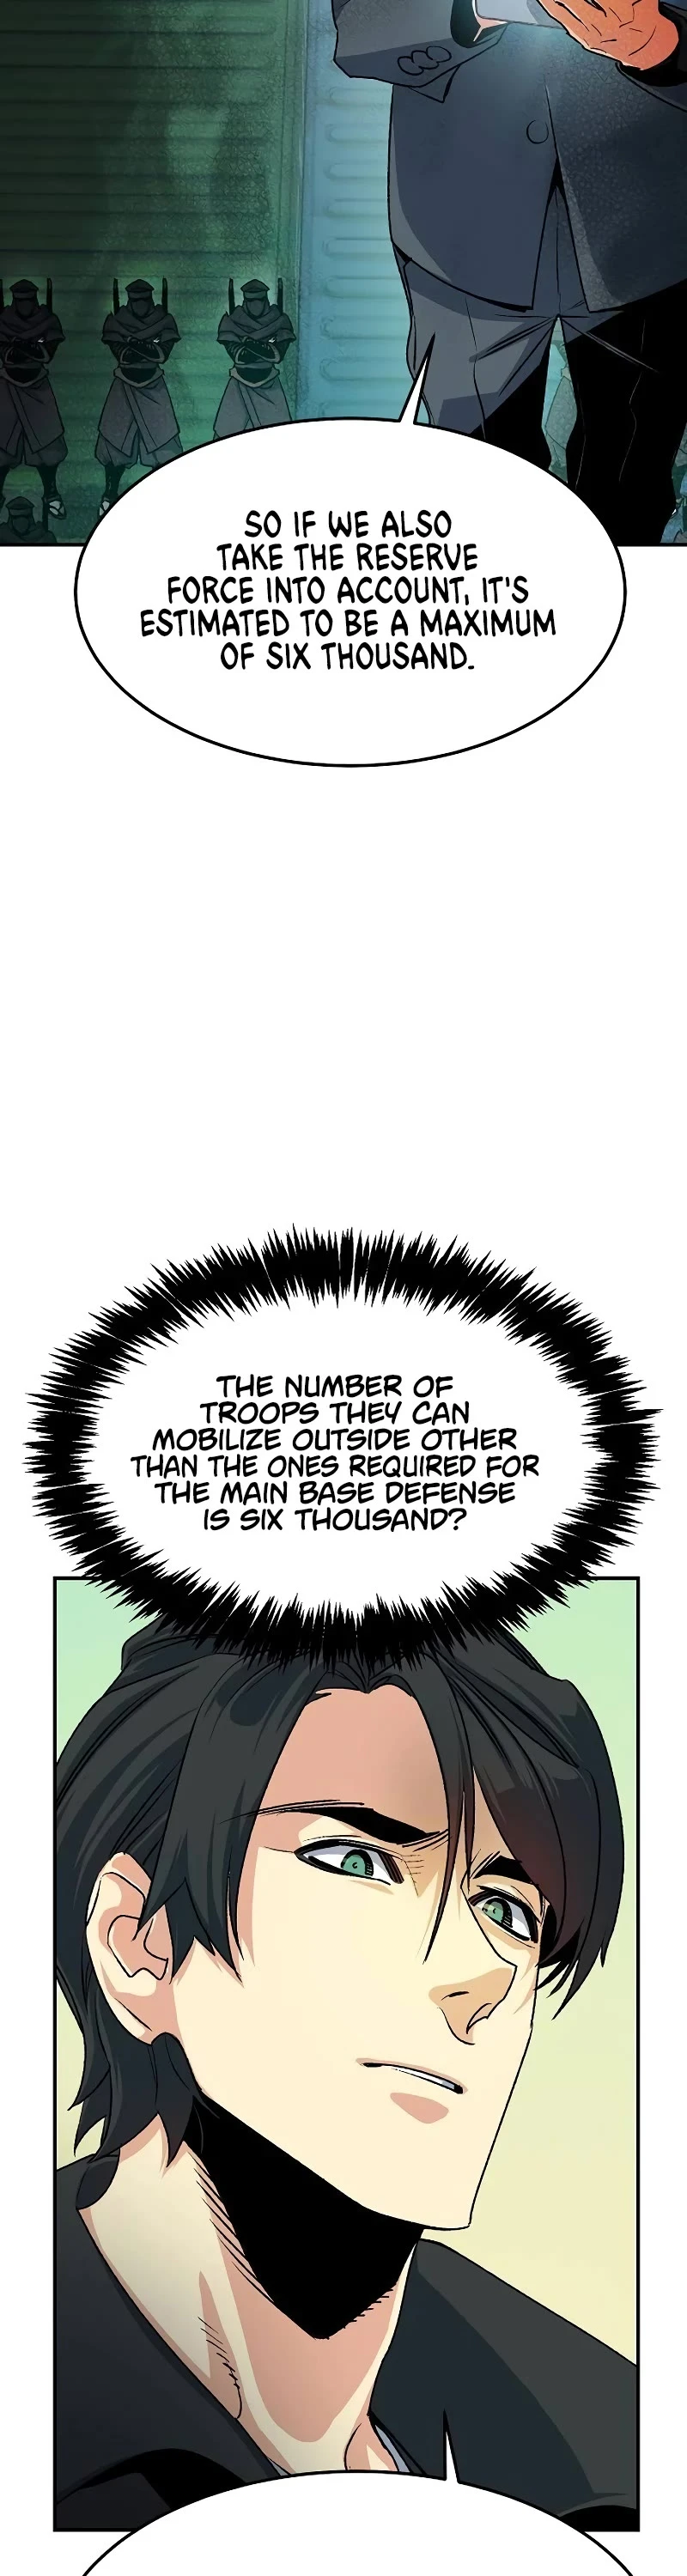 SO IF WE ALSO
TAKE THE RESERVE
FORCE INTO ACCOUNT, IT'S
ESTIMATED TO BE A MAXIMUM
OF SIX THOUSAND.
THE NUMBER OF
TROOPS THEY CAN
MOBILIZE OUTSIDE OTHER
THAN THE ONES REQUIRED FOR
THE MAIN BASE DEFENSE
IS SIX THOUSAND?